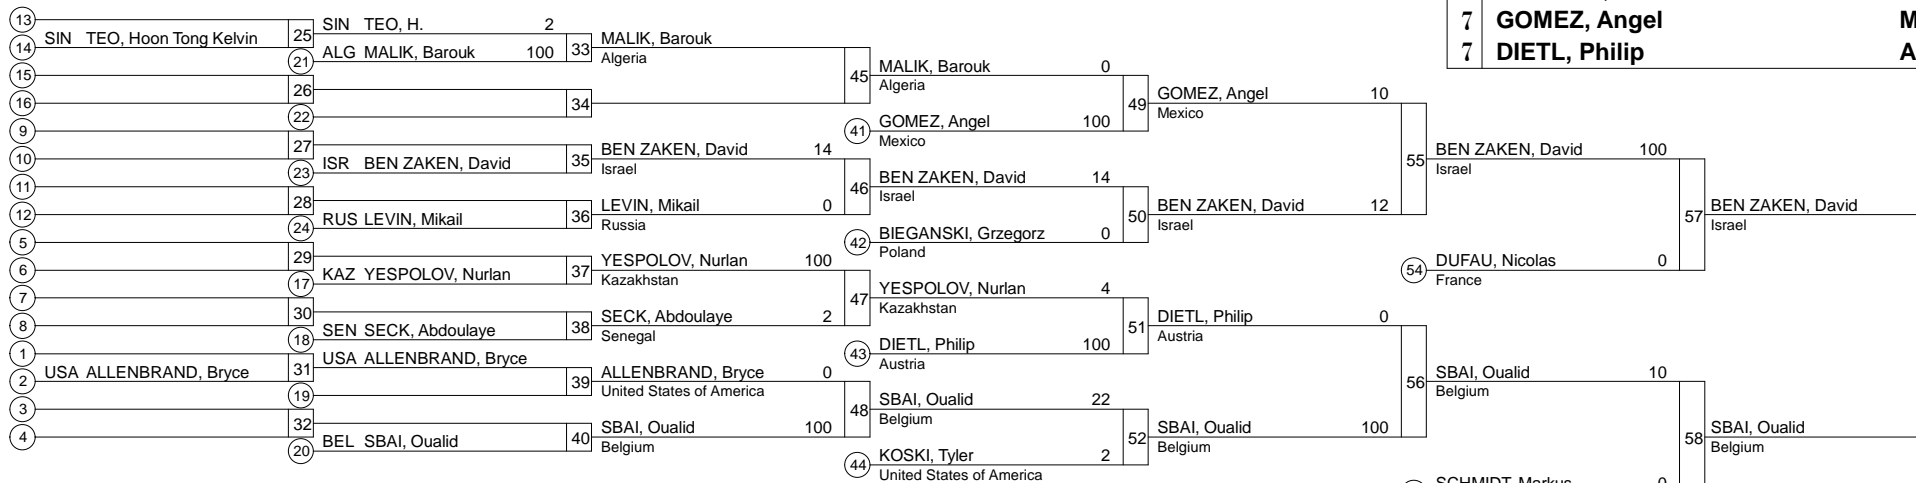 7 GOMEZ, Angel M
7 DIETL, Philip A
13
SIN TEO, H. 2
25
14 SIN TEO, Hoon Tong Kelvin
33 MALIK, Barouk
Algeria
21 ALG MALIK, Barouk 100
15
45 MALIK, Barouk 0
Algeria
26
34
16
49 GOMEZ, Angel 10
Mexico
22
9
41 GOMEZ, Angel 100
Mexico
27
35 BEN ZAKEN, David 14
Israel
10
55 BEN ZAKEN, David 100
Israel
23 ISR BEN ZAKEN, David
11
46 BEN ZAKEN, David 14
Israel
28
36 LEVIN, Mikail 0
Russia
12
50 BEN ZAKEN, David 12
Israel
57 BEN ZAKEN, David
Israel
24 RUS LEVIN, Mikail
5
42 BIEGANSKI, Grzegorz 0
Poland
29
37 YESPOLOV, Nurlan 100
Kazakhstan
6
54 DUFAU, Nicolas 0
France
17 KAZ YESPOLOV, Nurlan
7
47 YESPOLOV, Nurlan 4
Kazakhstan
30
38 SECK, Abdoulaye 2
Senegal
8
51 DIETL, Philip 0
Austria
18 SEN SECK, Abdoulaye
1
43 DIETL, Philip 100
Austria
USA ALLENBRAND, Bryce
31
2 USA ALLENBRAND, Bryce
39 ALLENBRAND, Bryce 0
United States of America
56 SBAI, Oualid 10
Belgium
19
3
48 SBAI, Oualid 22
Belgium
32
40 SBAI, Oualid 100
Belgium
4
52 SBAI, Oualid 100
Belgium
58 SBAI, Oualid
Belgium
20 BEL SBAI, Oualid
44 KOSKI, Tyler 2
United States of America
SCHMIDT, Markus 0